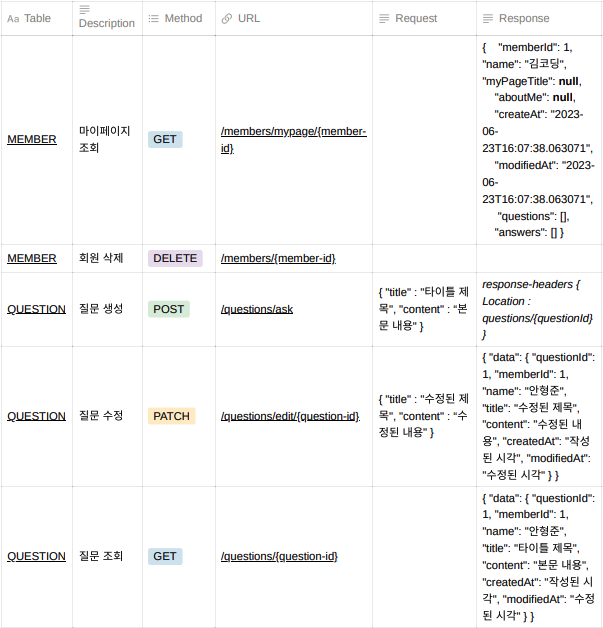 Table
Description
Method
URL
Request
Response
MEMBER
마이페이지
조회
GET
/members/mypage/{member-
id}
{    "memberId": 1,
"name": "김코딩",
"myPageTitle": null,
"aboutMe": null,
"createAt": "2023-
06-
23T16:07:38.063071",
"modifiedAt": "2023-
06-
23T16:07:38.063071",
"questions": [],
"answers": [] }
MEMBER
회원 삭제
DELETE
/members/{member-id}
QUESTION
질문 생성
POST
/questions/ask
{ "title" : "타이틀 제
목", "content" : "본
문 내용" }
response-headers {
Location :
questions/{questionId}
}
QUESTION
질문 수정
PATCH
/questions/edit/{question-id}
{ "title" : "수정된 제
목", "content" : "수
정된 내용" }
{ "data": { "questionId":
1, "memberId": 1,
"name": "안형준",
"title": "수정된 제목",
"content": "수정된 내
용", "createdAt": "작성
된 시각", "modifiedAt":
"수정된 시각" } }
QUESTION
질문 조회
GET
/questions/{question-id}
{ "data": { "questionId":
1, "memberId": 1,
"name": "안형준",
"title": "타이틀 제목",
"content": "본문 내용",
"createdAt": "작성된 시
각", "modifiedAt": "수정
된 시각" } }